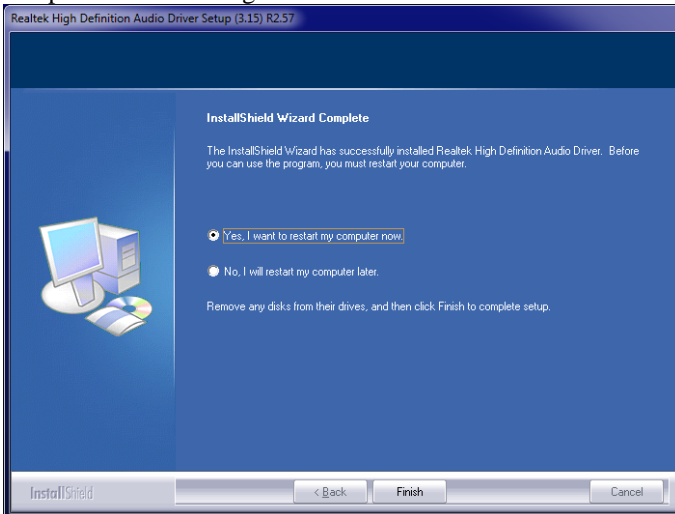 Realtek High Definition Audio Driver Setup (3.15) R2.57
InstallShield Wizard Complete
The InstallShield Wizard has successfully installed Realtek High Definition Audio Driver. Before
you can use the program, you must restart your computer.
Yes, I want to restart my computer now.
No, I will restart my computer later.
Remove any disks from their drives, and then click Finish to complete setup.
InstallShield
< Back
Finish
Cancel